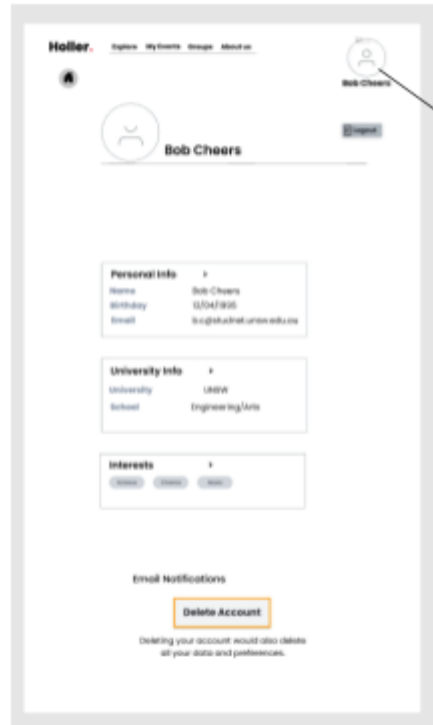 Holler.
Explore My Events Groups About us
Bob Cheers
Logout
Bob Cheers
Personal Info >
Name Bob Cheers
Birthday
Email
University Info >
University UNSW
School Engineering/Arts
Interests >
Email Notifications
Delete Account
Deleting your account would also delete
all your data and preferences.